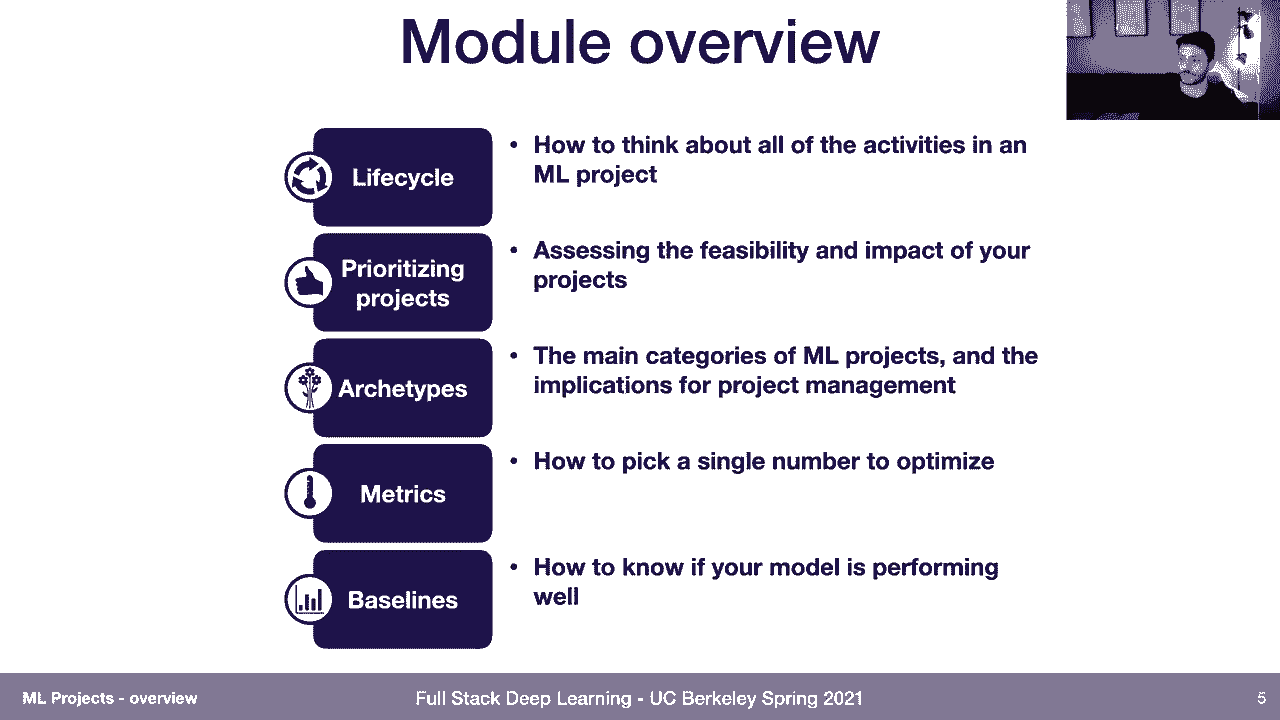 Module overview
Lifecycle
• How to think about all of the activities in an
ML project
Prioritizing
projects
• Assessing the feasibility and impact of your
projects
Archetypes
• The main categories of ML projects, and the
implications for project management
Metrics
• How to pick a single number to optimize
Baselines
• How to know if your model is performing
well
ML Projects - overview
Full Stack Deep Learning - UC Berkeley Spring 2021
5